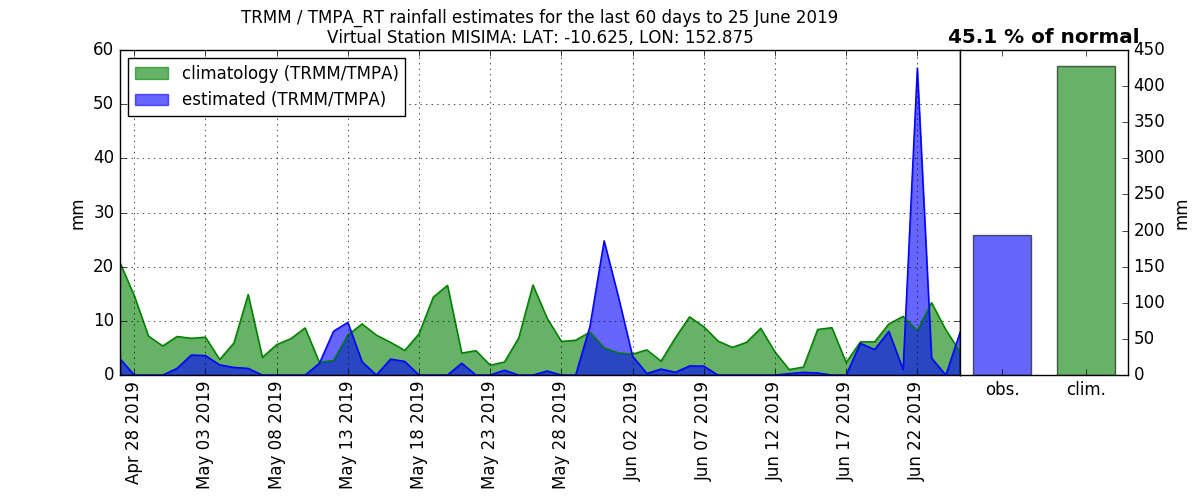 TRMM / TMPA_RT rainfall estimates for the last 60 days to 25 June 2019
Virtual Station MISIMA: LAT: -10.625, LON: 152.875
45.1 % of normal
climatology (TRMM/TMPA)
estimated (TRMM/TMPA)
mm
60
50
40
30
20
10
0
Apr 28 2019
May 03 2019
May 08 2019
May 13 2019
May 18 2019
May 23 2019
May 28 2019
Jun 02 2019
Jun 07 2019
Jun 12 2019
Jun 17 2019
Jun 22 2019
obs.
clim.
450
400
350
300
250
200
150
100
50
0
mm